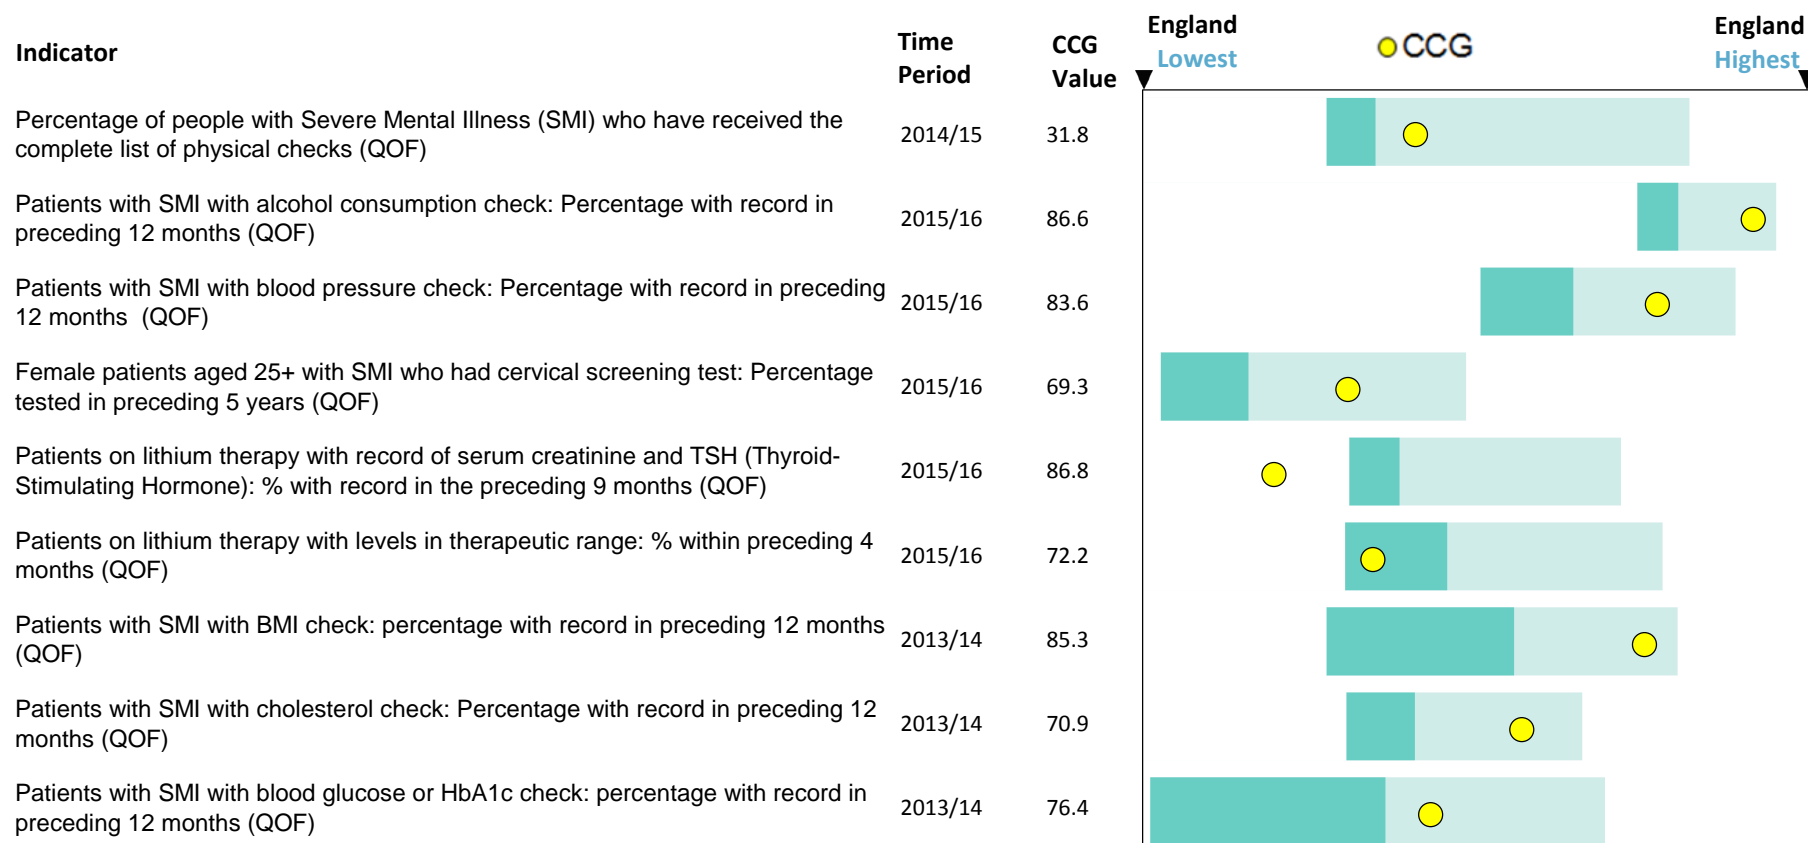 Indicator
Time
Period
CCG
Value
England
Lowest
CCG
England
Highest
Percentage of people with Severe Mental Illness (SMI) who have received the
complete list of physical checks (QOF)
2014/15
31.8
Patients with SMI with alcohol consumption check: Percentage with record in
preceding 12 months (QOF)
2015/16
86.6
Patients with SMI with blood pressure check: Percentage with record in preceding
12 months  (QOF)
2015/16
83.6
Female patients aged 25+ with SMI who had cervical screening test: Percentage
tested in preceding 5 years (QOF)
2015/16
69.3
Patients on lithium therapy with record of serum creatinine and TSH (Thyroid-
Stimulating Hormone): % with record in the preceding 9 months (QOF)
2015/16
86.8
Patients on lithium therapy with levels in therapeutic range: % within preceding 4
months (QOF)
2015/16
72.2
Patients with SMI with BMI check: percentage with record in preceding 12 months
(QOF)
2013/14
85.3
Patients with SMI with cholesterol check: Percentage with record in preceding 12
months (QOF)
2013/14
70.9
Patients with SMI with blood glucose or HbA1c check: percentage with record in
preceding 12 months (QOF)
2013/14
76.4